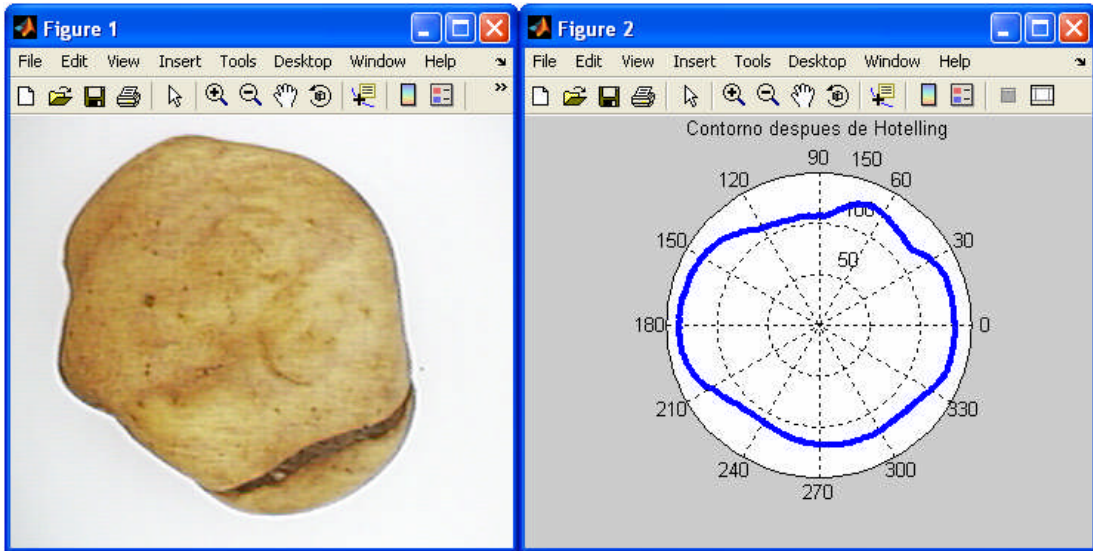 Figure 1
File Edit View Insert Tools Desktop Window Help
Figure 2
File Edit View Insert Tools Desktop Window Help
Contorno despues de Hotelling
90 150
120 60
100
150 30
50
180 0
210 330
240 300
270